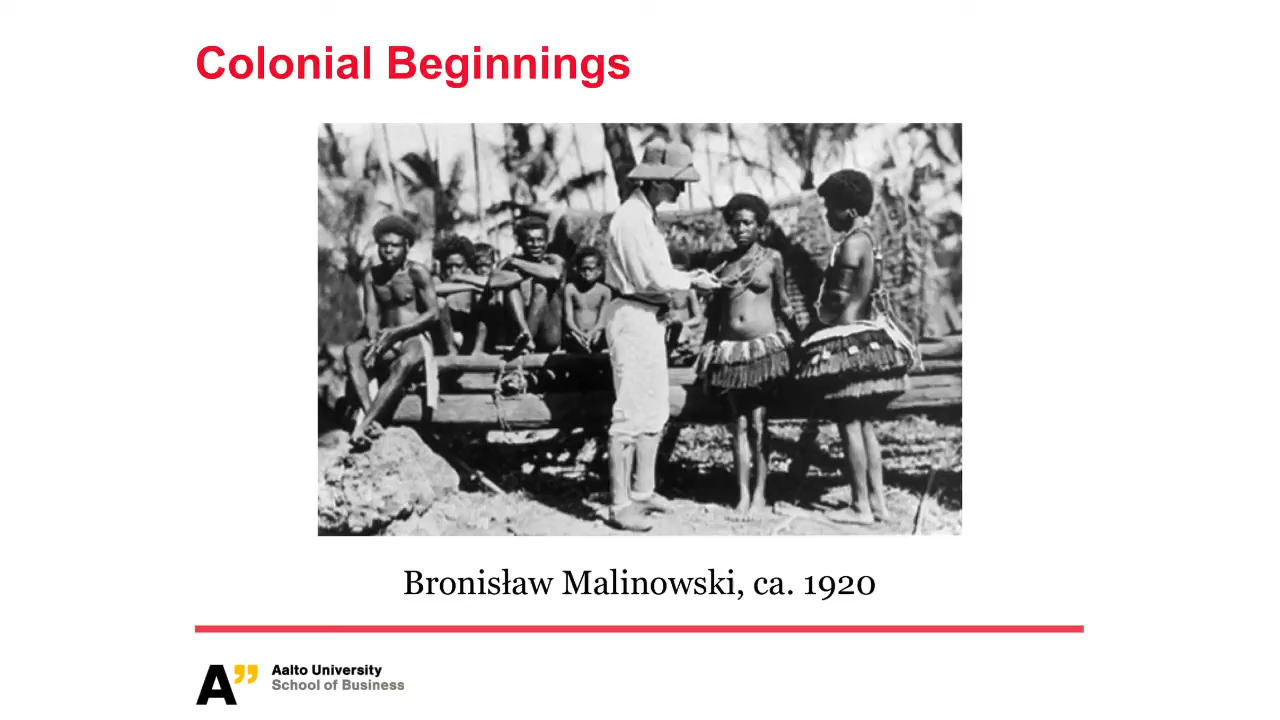 Colonial Beginnings
Bronisław Malinowski, ca. 1920
A”
Aalto University
School of Business